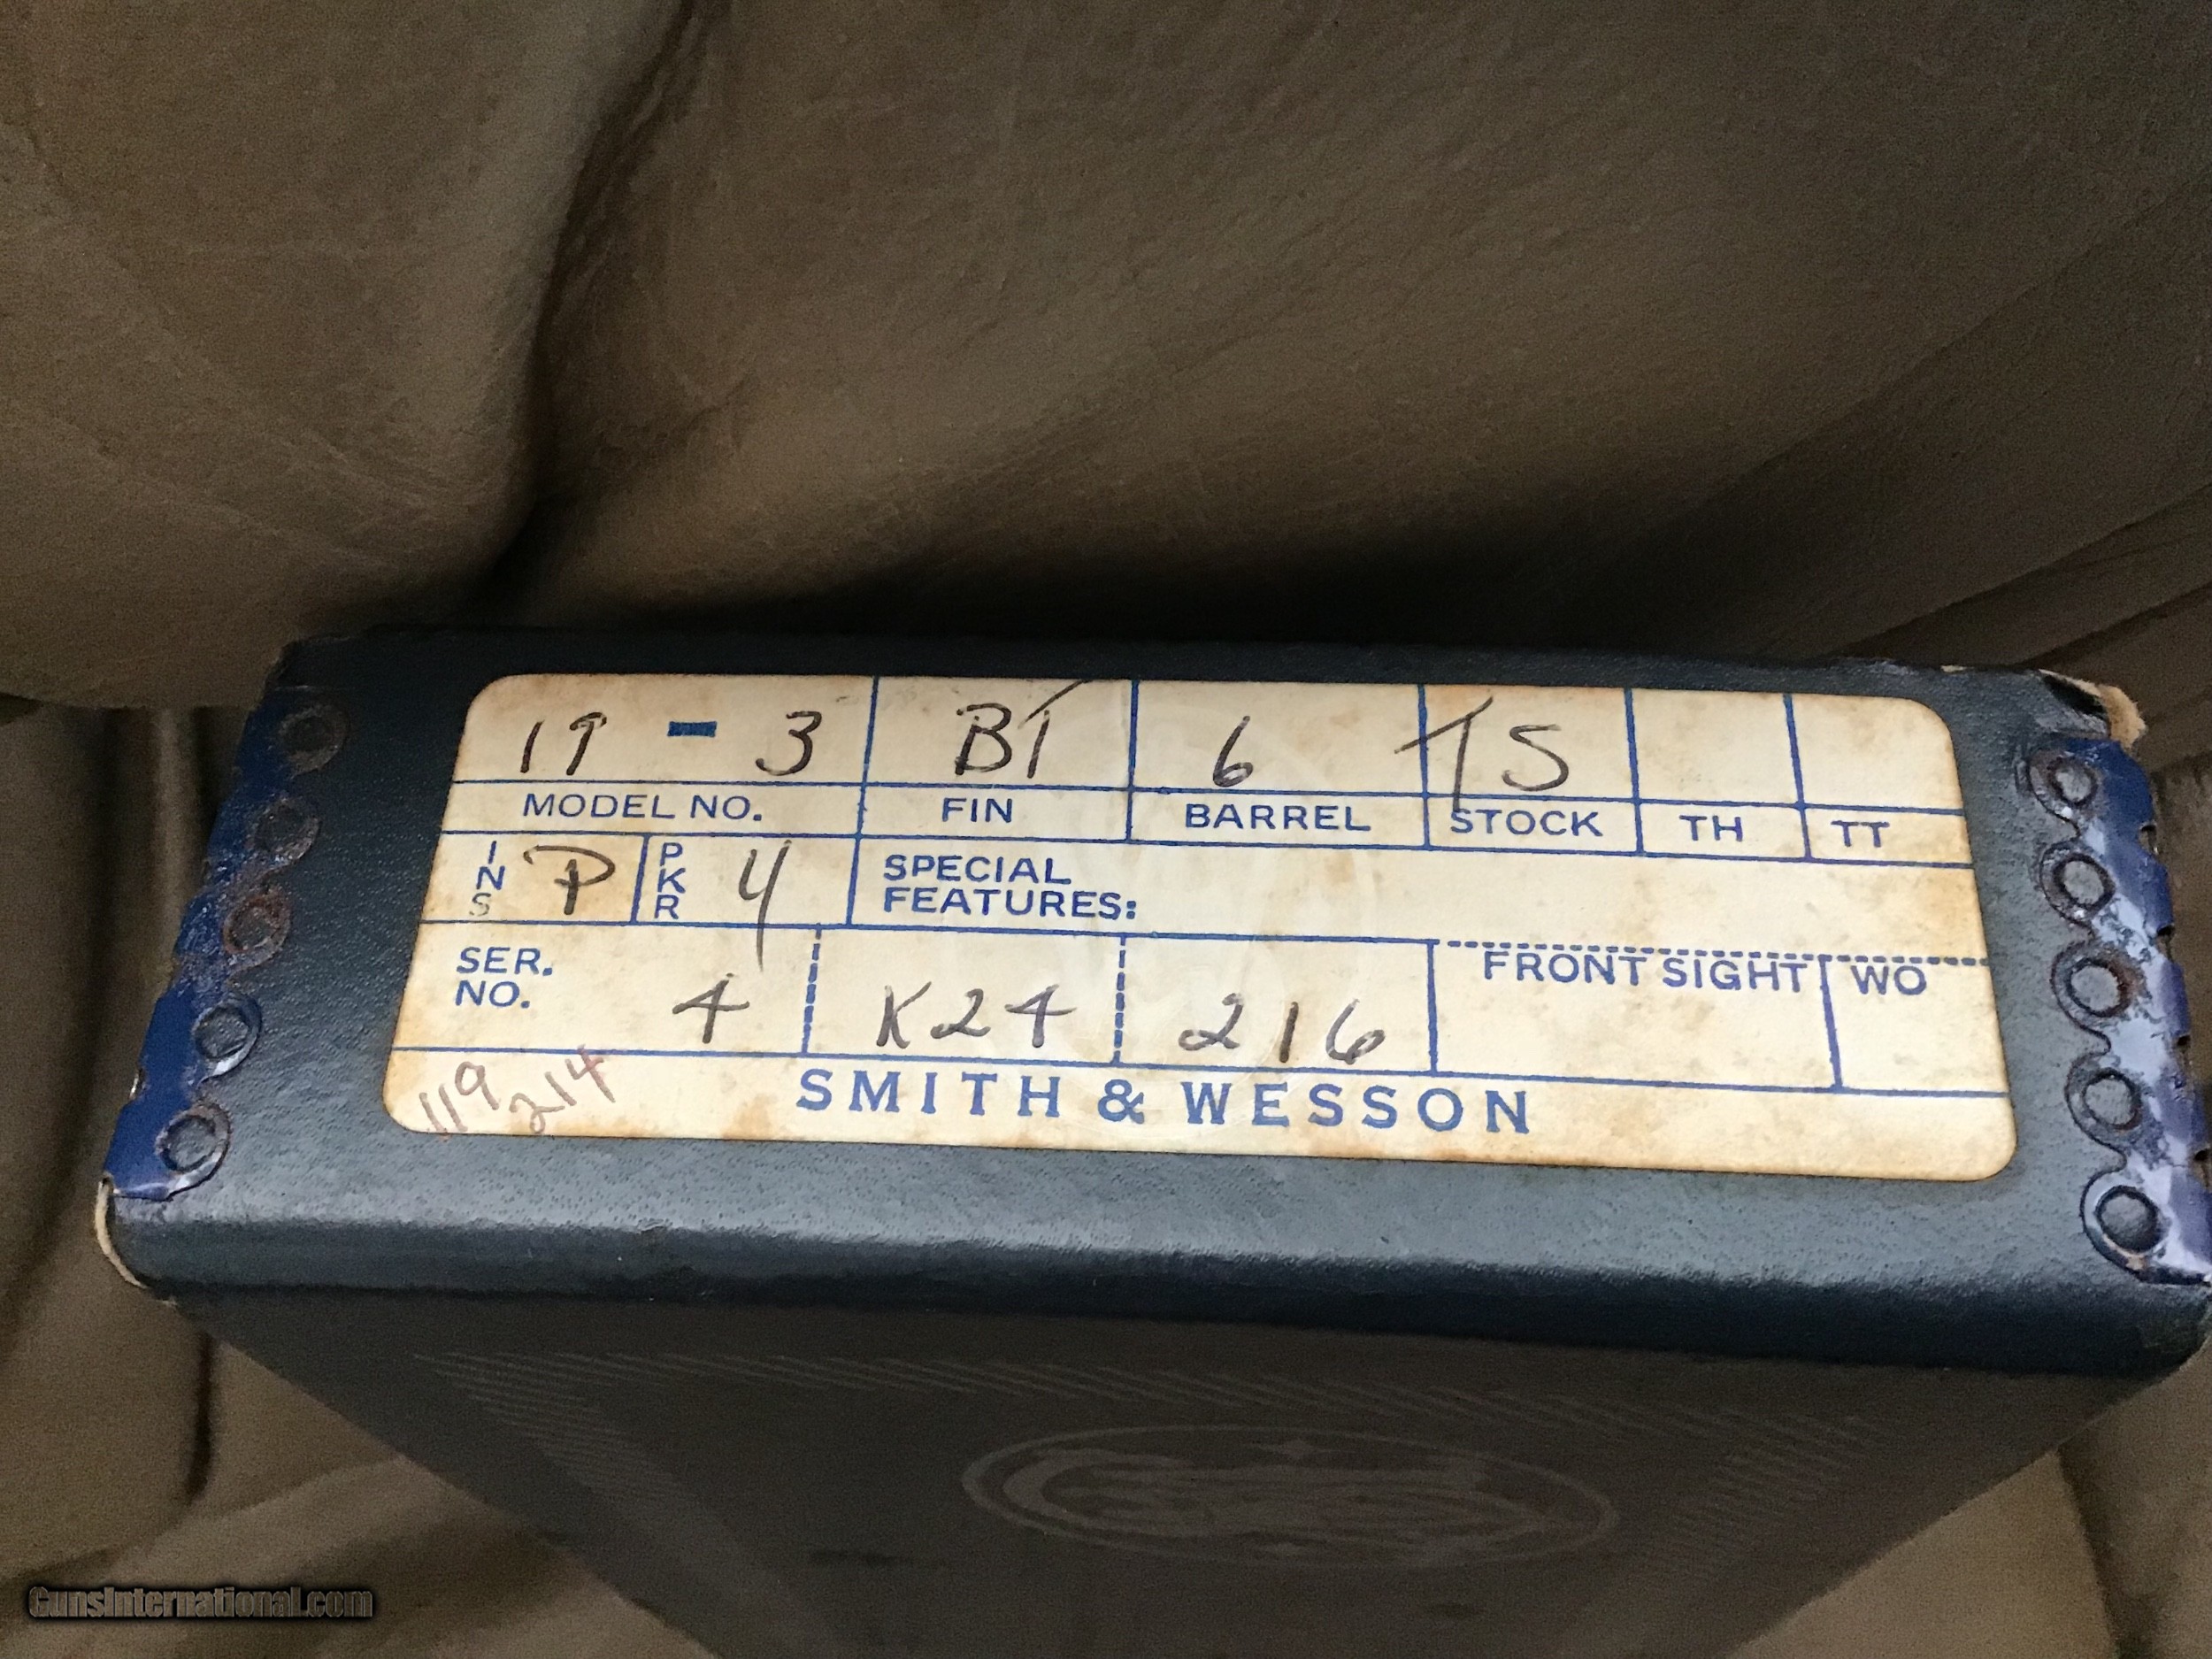 19 - 3 BT 6 TS
MODEL NO. FIN BARREL STOCK TH TT
INS P PKR 4 SPECIAL
FEATURES:
SER.
NO. 4 K24 216 FRONT SIGHT WO
119
214
SMITH & WESSON
GunsInternational.com